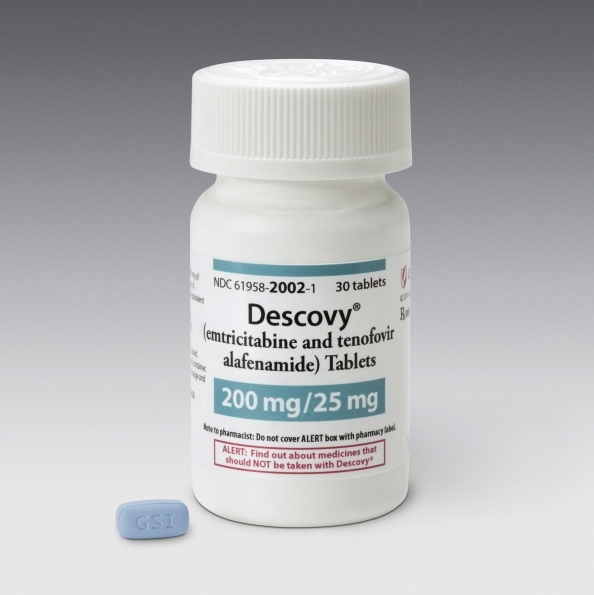 NDC 61958-2002-1 30 tablets
Descovy®
(emtricitabine and tenofovir
alafenamide) Tablets
200 mg/25 mg
Note to pharmacist: Do not cover ALERT box with pharmacy label.
ALERT: Find out about medicines that
should NOT be taken with Descovy®
GSI